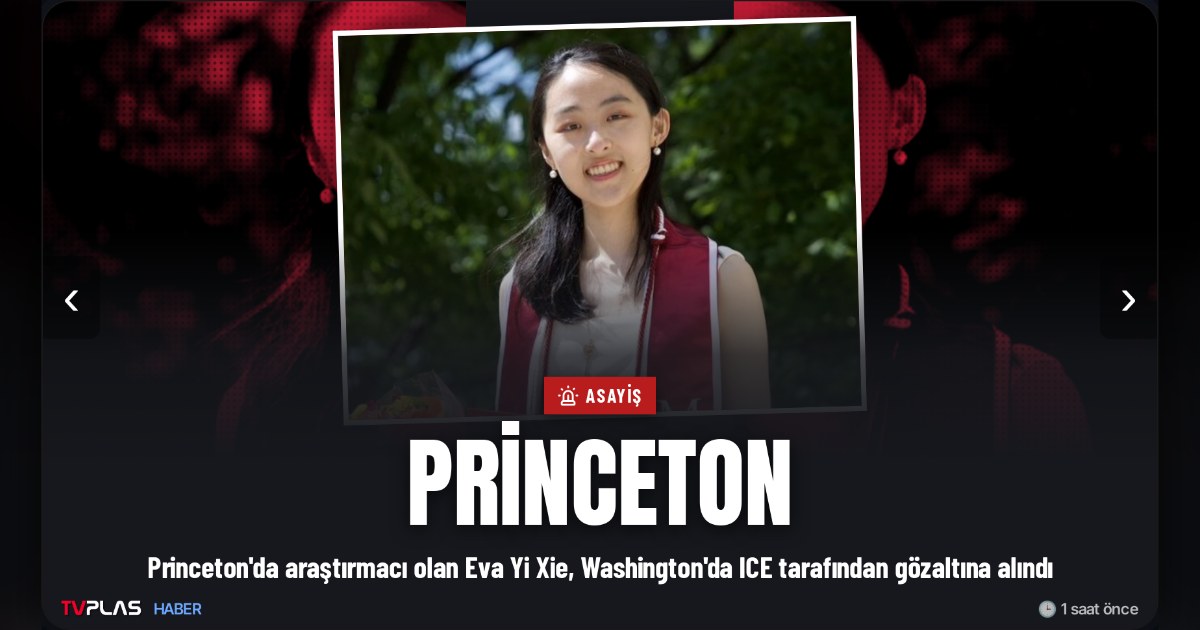 ASAYİŞ
PRİNCETON
Princeton'da araştırmacı olan Eva Yi Xie, Washington'da ICE tarafından gözaltına alındı
TVPLAS HABER
1 saat önce